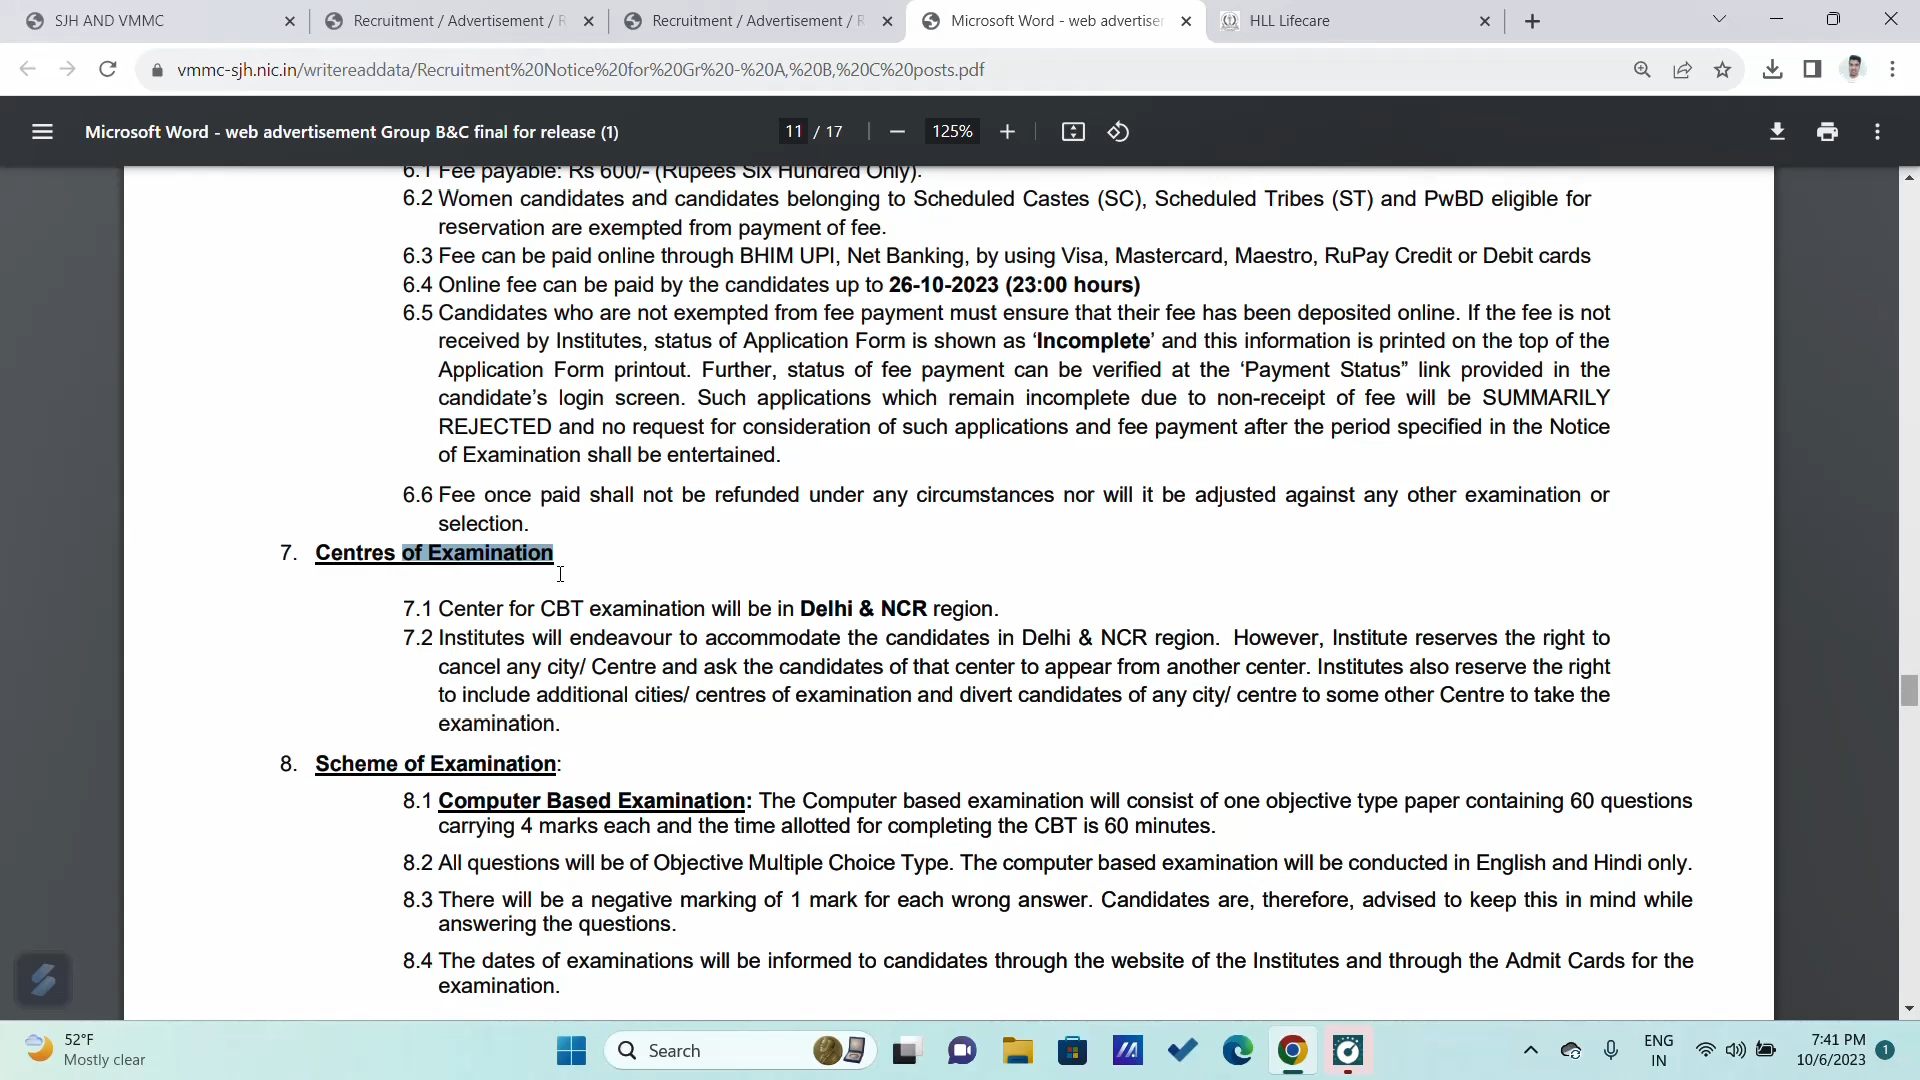 SJH AND VMMC
Recruitment / Advertisement / R
Recruitment / Advertisement / R
Microsoft Word - web advertiser
HLL Lifecare
vmmc-sjh.nic.in/writereaddata/Recruitment%20Notice%20for%20Gr%20-%20A,%20B,%20C%20posts.pdf
Microsoft Word - web advertisement Group B&C final for release (1)
11 / 17
125%
6.1 Fee payable: Rs 600/- (Rupees Six Hundred Only).
6.2 Women candidates and candidates belonging to Scheduled Castes (SC), Scheduled Tribes (ST) and PwBD eligible for
reservation are exempted from payment of fee.
6.3 Fee can be paid online through BHIM UPI, Net Banking, by using Visa, Mastercard, Maestro, RuPay Credit or Debit cards
6.4 Online fee can be paid by the candidates up to 26-10-2023 (23:00 hours)
6.5 Candidates who are not exempted from fee payment must ensure that their fee has been deposited online. If the fee is not
received by Institutes, status of Application Form is shown as ‘Incomplete’ and this information is printed on the top of the
Application Form printout. Further, status of fee payment can be verified at the ‘Payment Status” link provided in the
candidate’s login screen. Such applications which remain incomplete due to non-receipt of fee will be SUMMARILY
REJECTED and no request for consideration of such applications and fee payment after the period specified in the Notice
of Examination shall be entertained.
6.6 Fee once paid shall not be refunded under any circumstances nor will it be adjusted against any other examination or
selection.
7. Centres of Examination
7.1 Center for CBT examination will be in Delhi & NCR region.
7.2 Institutes will endeavour to accommodate the candidates in Delhi & NCR region. However, Institute reserves the right to
cancel any city/ Centre and ask the candidates of that center to appear from another center. Institutes also reserve the right
to include additional cities/ centres of examination and divert candidates of any city/ centre to some other Centre to take the
examination.
8. Scheme of Examination:
8.1 Computer Based Examination: The Computer based examination will consist of one objective type paper containing 60 questions
carrying 4 marks each and the time allotted for completing the CBT is 60 minutes.
8.2 All questions will be of Objective Multiple Choice Type. The computer based examination will be conducted in English and Hindi only.
8.3 There will be a negative marking of 1 mark for each wrong answer. Candidates are, therefore, advised to keep this in mind while
answering the questions.
8.4 The dates of examinations will be informed to candidates through the website of the Institutes and through the Admit Cards for the
examination.
52°F
Mostly clear
Search
ENG
IN
7:41 PM
10/6/2023
1